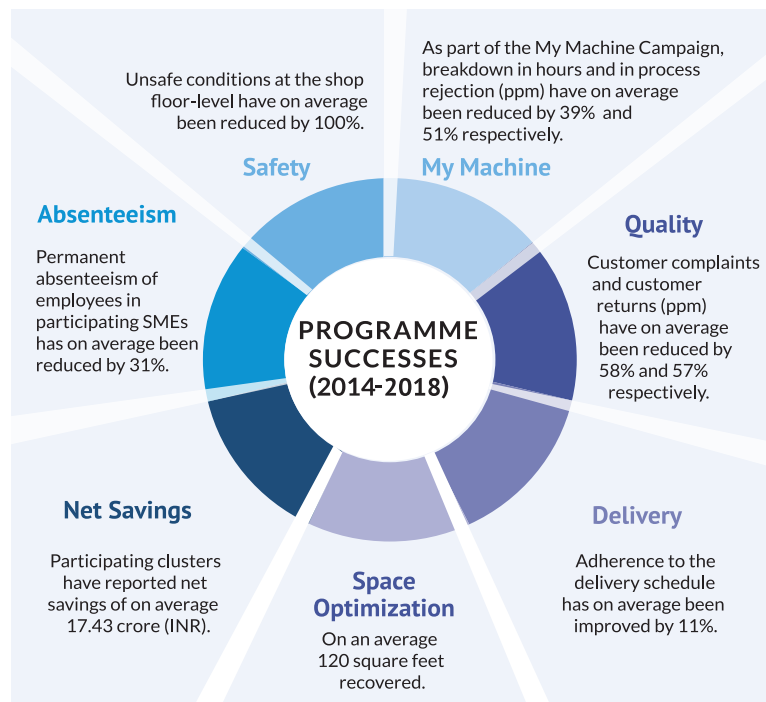 Unsafe conditions at the shop
floor-level have on average
been reduced by 100%.
Safety
As part of the My Machine Campaign,
breakdown in hours and in process
rejection (ppm) have on average
been reduced by 39% and
51% respectively.
My Machine
Absenteeism
Permanent
absenteeism of
employees in
participating SMEs
has on average been
reduced by 31%.
Quality
Customer complaints
and customer
returns (ppm)
have on average
been reduced by
58% and 57%
respectively.
PROGRAMME
SUCCESSES
(2014-2018)
Net Savings
Participating clusters
have reported net
savings of on average
17.43 crore (INR).
Space
Optimization
On an average
120 square feet
recovered.
Delivery
Adherence to the
delivery schedule
has on average been
improved by 11%.